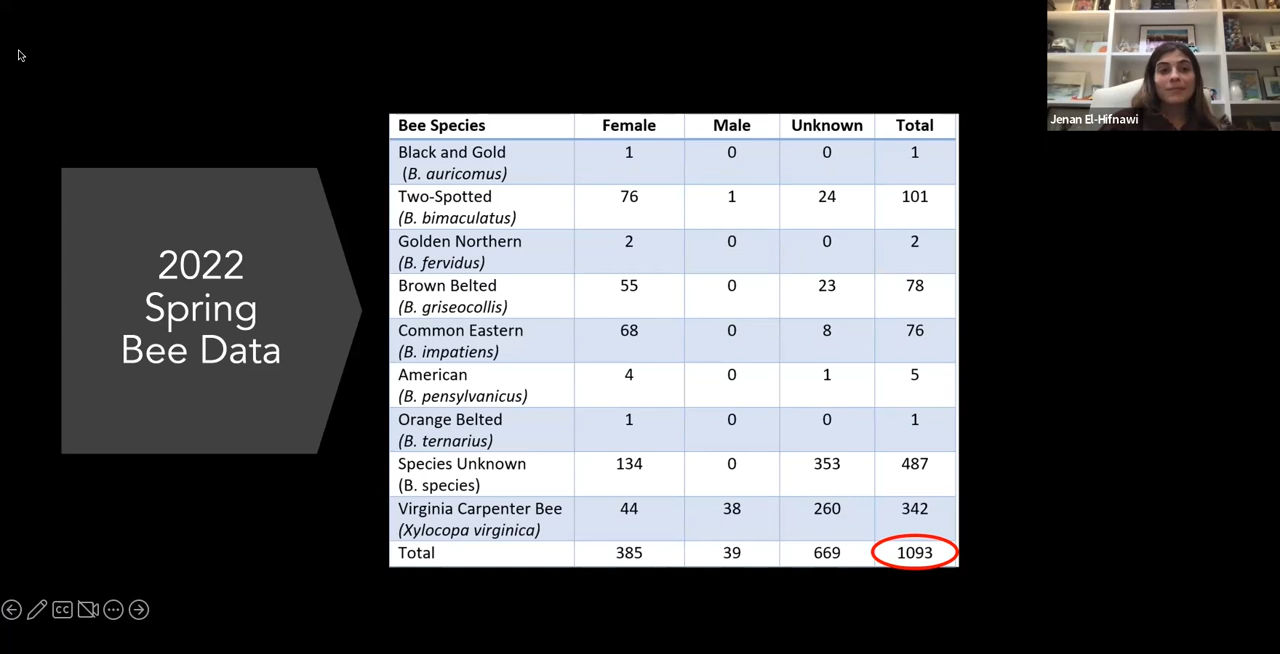 Jenan El-Hifnawi
2022
Spring
Bee Data
Bee Species Female Male Unknown Total
Black and Gold 1 0 0 1
(B. auricomus)
Two-Spotted 76 1 24 101
(B. bimaculatus)
Golden Northern 2 0 0 2
(B. fervidus)
Brown Belted 55 0 23 78
(B. griseocollis)
Common Eastern 68 0 8 76
(B. impatiens)
American 4 0 1 5
(B. pensylvanicus)
Orange Belted 1 0 0 1
(B. ternarius)
Species Unknown 134 0 353 487
(B. species)
Virginia Carpenter Bee 44 38 260 342
(Xylocopa virginica)
Total 385 39 669 1093
CC